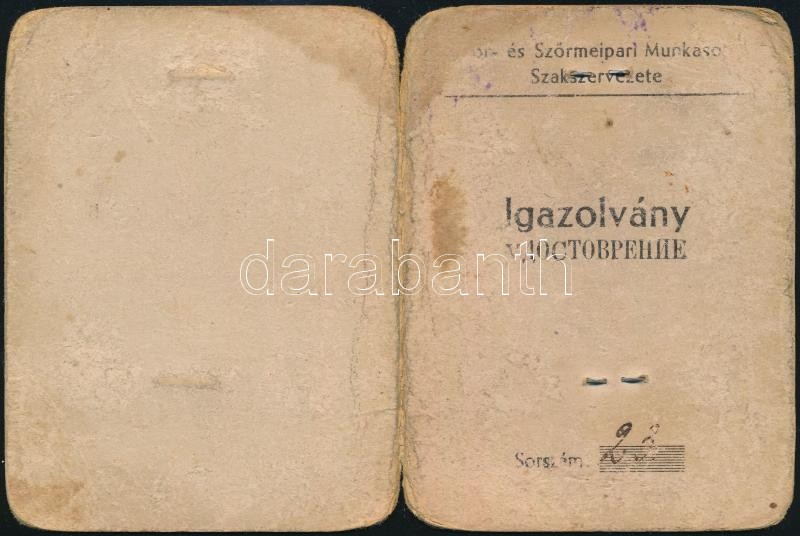 és Szőrmeipari Munkaso
Szakszervezete
Igazolvány
УДОСТОВРЕНИЕ
darabanth
Sorszám